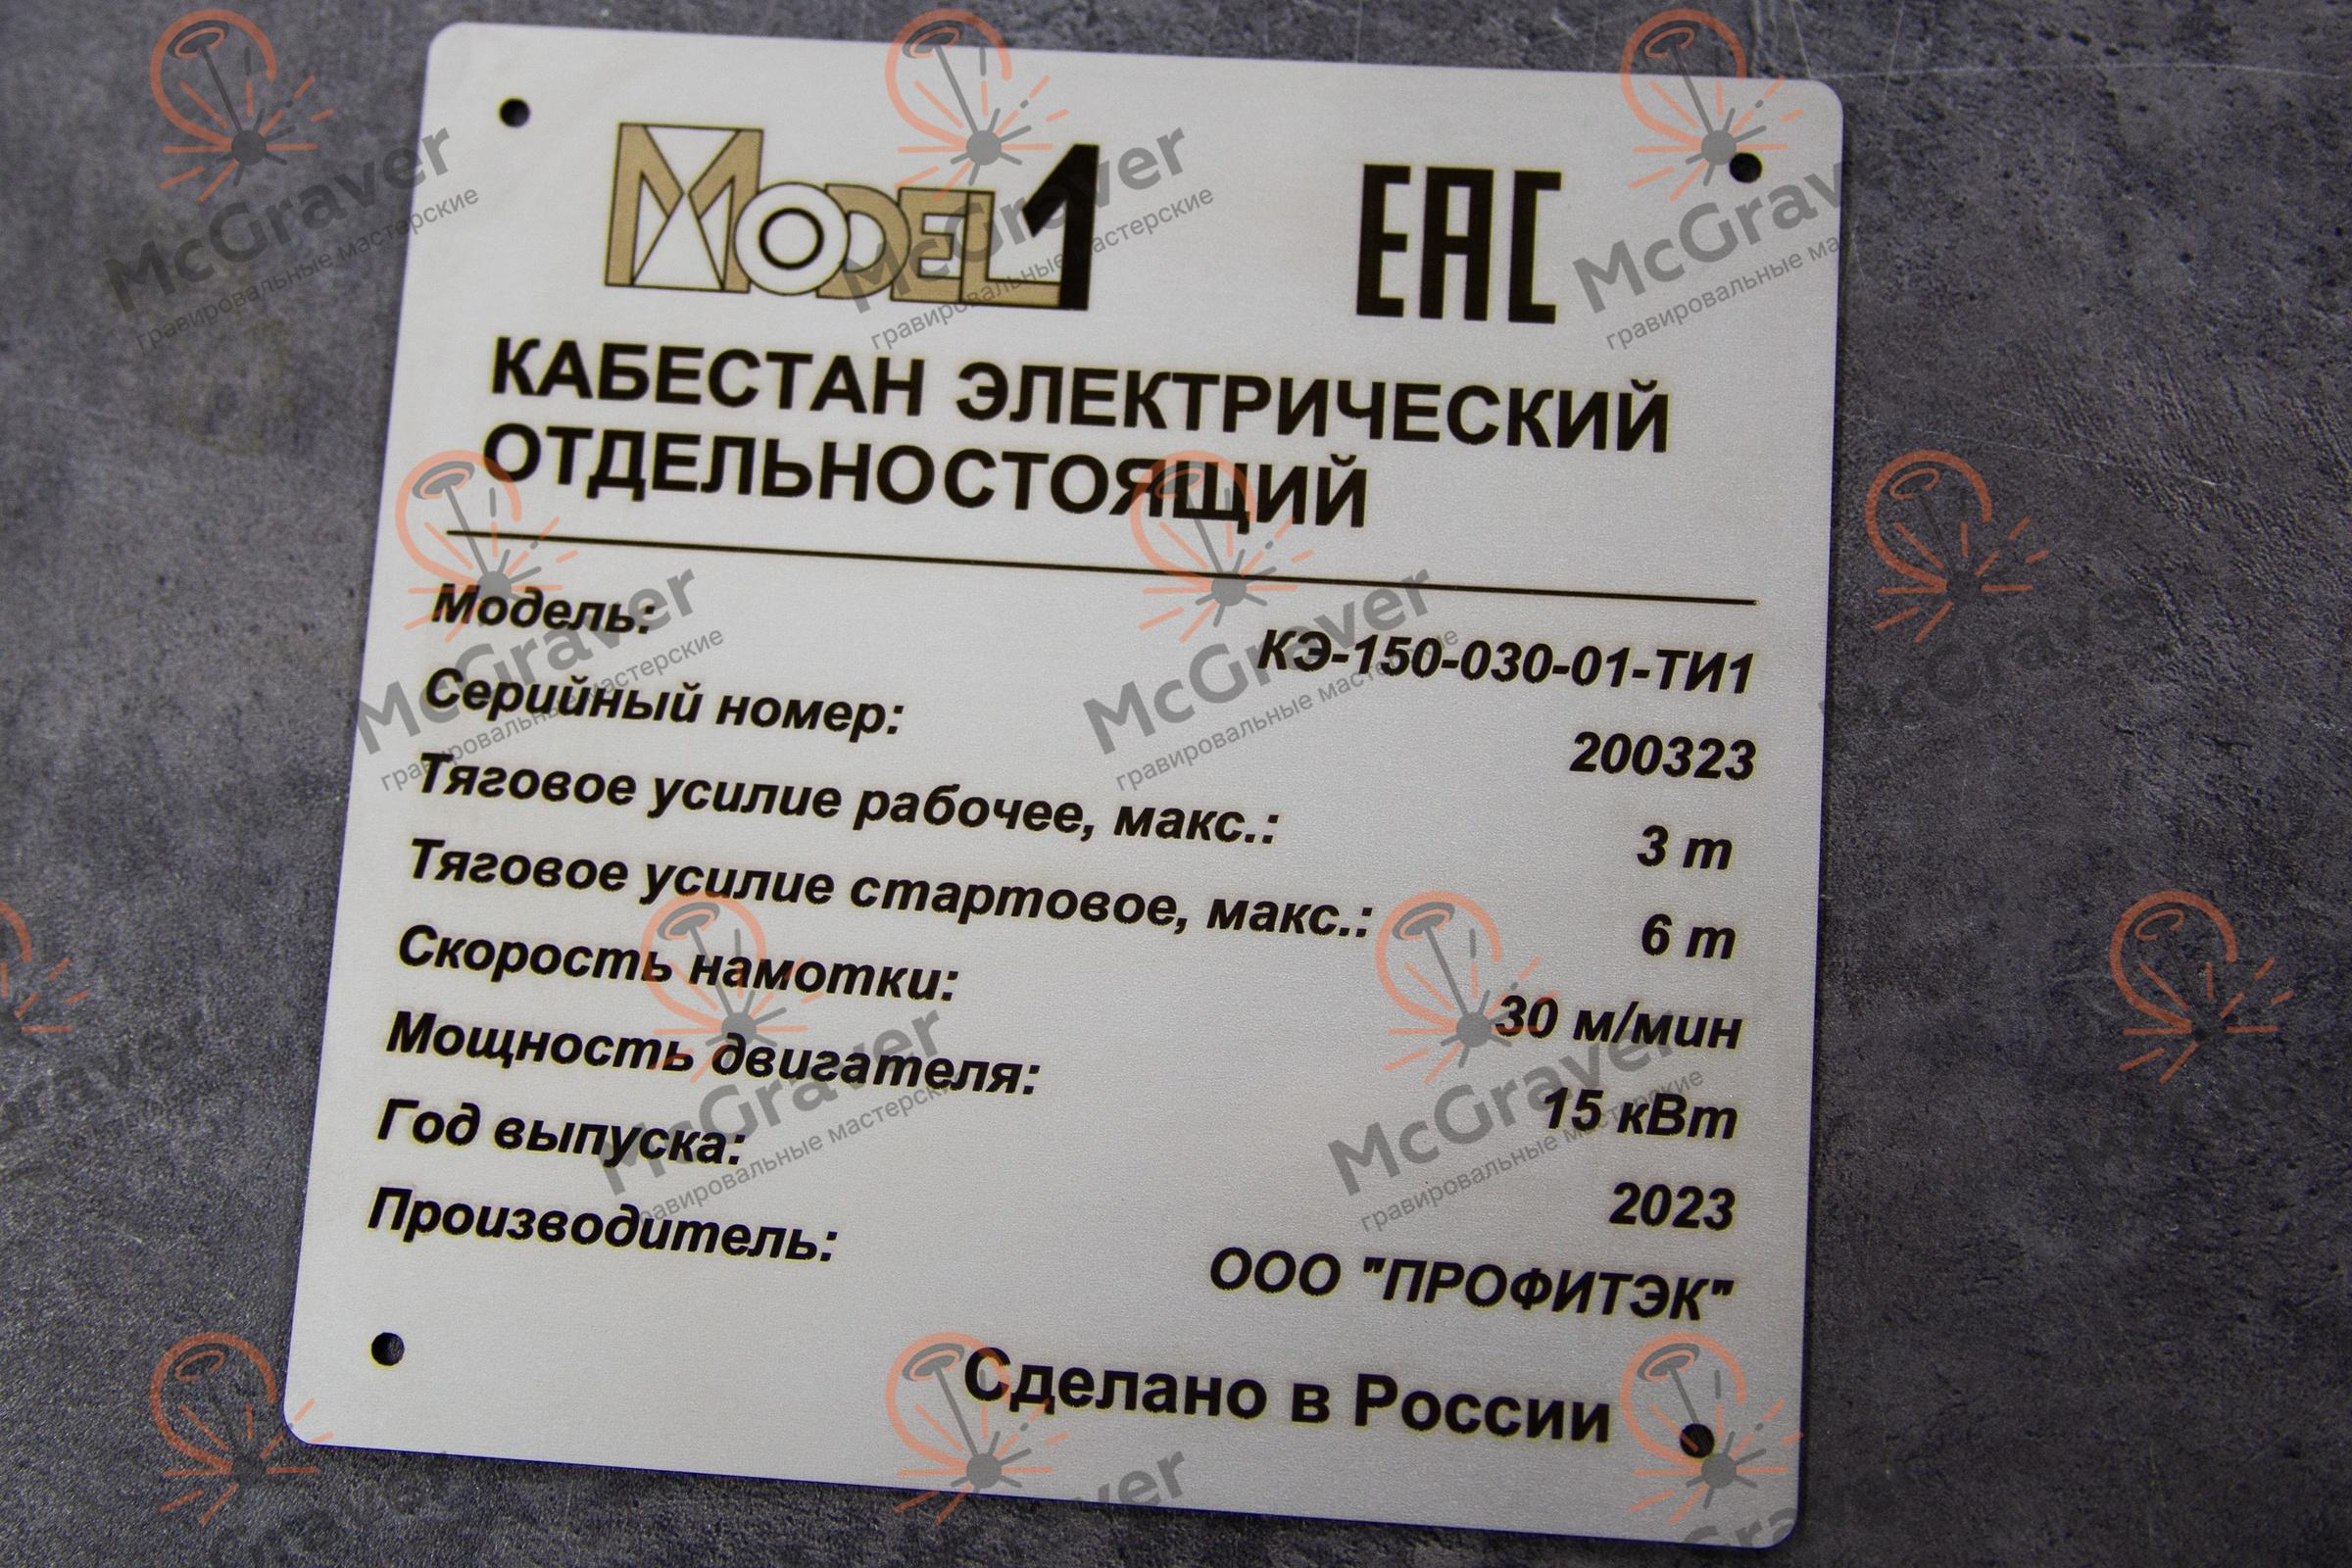 MODEL1 EAC
КАБЕСТАН ЭЛЕКТРИЧЕСКИЙ
ОТДЕЛЬНОСТОЯЩИЙ
Модель: КЭ-150-030-01-ТИ1
Серийный номер: 200323
Тяговое усилие рабочее, макс.: 3 т
Тяговое усилие стартовое, макс.: 6 т
Скорость намотки: 30 м/мин
Мощность двигателя: 15 кВт
Год выпуска: 2023
Производитель: ООО "ПРОФИТЭК"
Сделано в России
McGraver
гравировальные мастерские